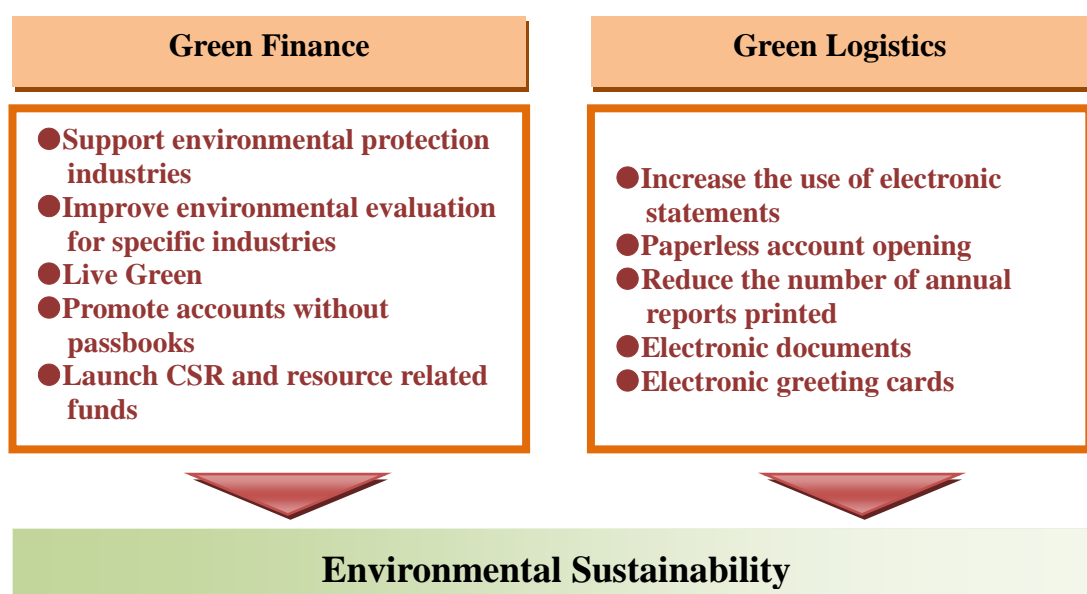 Green Finance
●Support environmental protection
industries
●Improve environmental evaluation
for specific industries
●Live Green
●Promote accounts without
passbooks
●Launch CSR and resource related
funds
Green Logistics
●Increase the use of electronic
statements
●Paperless account opening
●Reduce the number of annual
reports printed
●Electronic documents
●Electronic greeting cards
Environmental Sustainability